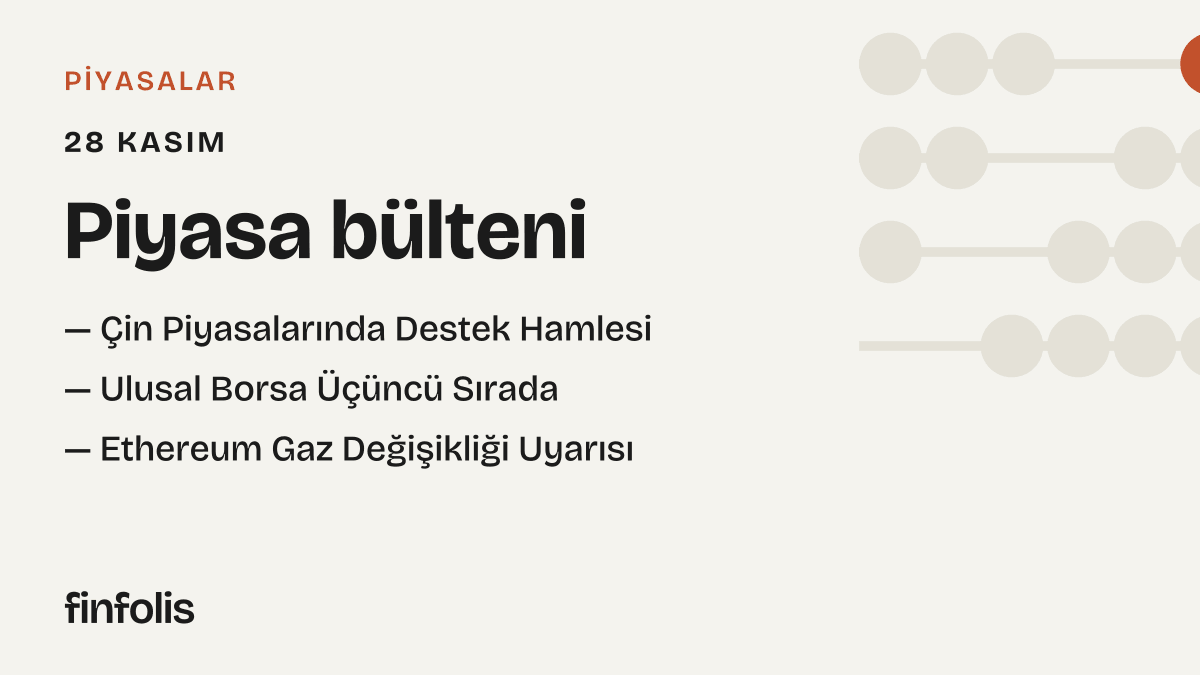 PİYASALAR
28 KASIM
Piyasa bülteni
— Çin Piyasalarında Destek Hamlesi
— Ulusal Borsa Üçüncü Sırada
— Ethereum Gaz Değişikliği Uyarısı
finfolis